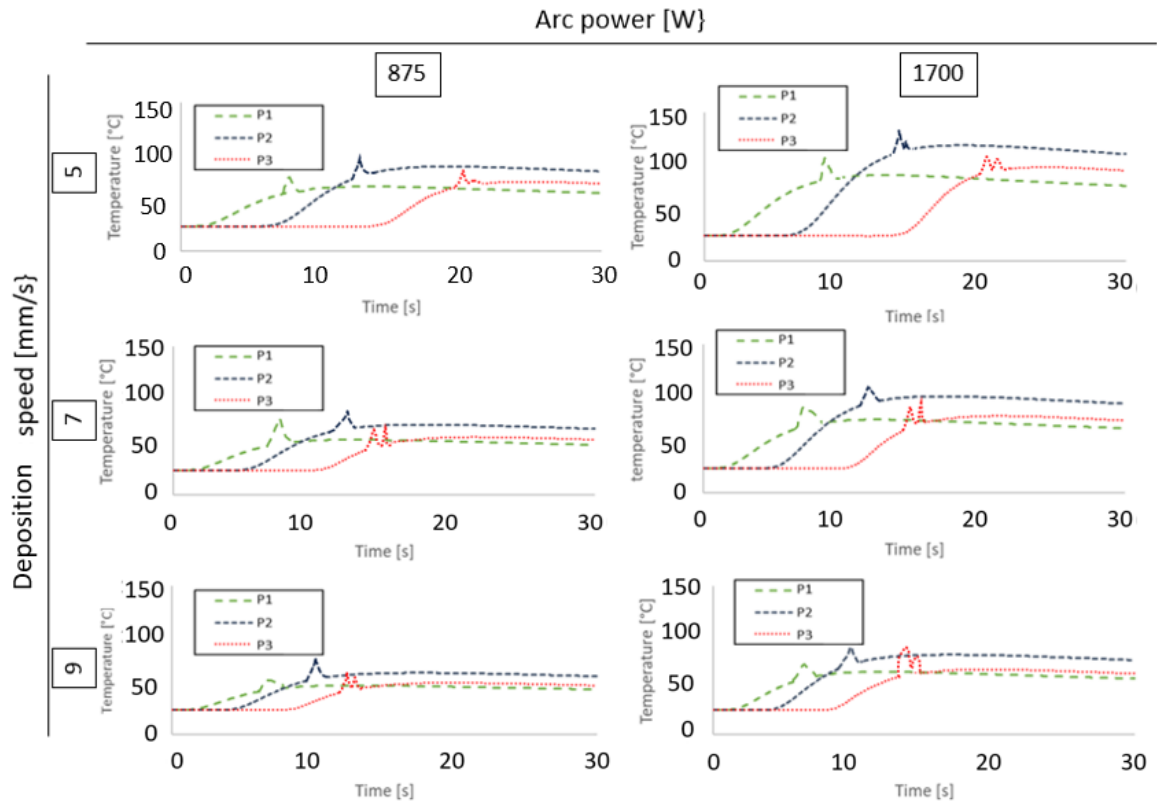 Arc power [W}
875
1700
Deposition speed [mm/s}
5
150
100
50
0
Temperature [°C]
P1
P2
P3
0 10 20 30
Time [s]
150
100
50
0
Temperature [°C]
P1
P2
P3
0 10 20 30
Time [s]
7
150
100
50
0
Temperature [°C]
P1
P2
P3
0 10 20 30
Time [s]
150
100
50
0
temperature [°C]
P1
P2
P3
0 10 20 30
Time [s]
9
150
100
50
0
Temperature [°C]
P1
P2
P3
0 10 20 30
Time [s]
150
100
50
0
Temperature [°C]
P1
P2
P3
0 10 20 30
Time [s]